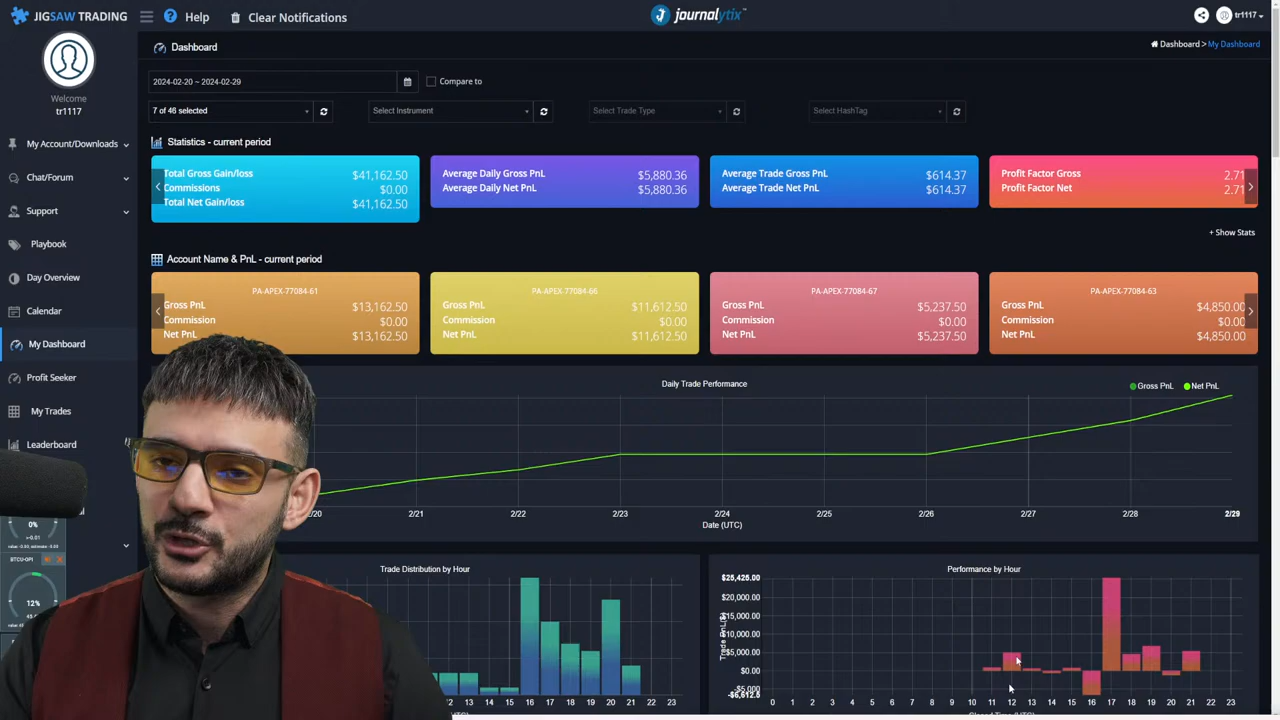 JIGSAW TRADING
Help
Clear Notifications
journalytix™
tr1117
Dashboard
Dashboard > My Dashboard
Welcome
tr1117
2024-02-20 ~ 2024-02-29
Compare to
7 of 46 selected
Select Instrument
Select Trade Type
Select HashTag
My Account/Downloads
Chat/Forum
Support
Playbook
Day Overview
Calendar
My Dashboard
Profit Seeker
My Trades
Leaderboard
Statistics - current period
Total Gross Gain/loss $41,162.50
Commissions $0.00
Total Net Gain/loss $41,162.50
Average Daily Gross PnL $5,880.36
Average Daily Net PnL $5,880.36
Average Trade Gross PnL $614.37
Average Trade Net PnL $614.37
Profit Factor Gross 2.71
Profit Factor Net 2.71
+ Show Stats
Account Name & PnL - current period
PA-APEX-77084-61
Gross PnL $13,162.50
Commission $0.00
Net PnL $13,162.50
PA-APEX-77084-66
Gross PnL $11,612.50
Commission $0.00
Net PnL $11,612.50
PA-APEX-77084-67
Gross PnL $5,237.50
Commission $0.00
Net PnL $5,237.50
PA-APEX-77084-63
Gross PnL $4,850.00
Commission $0.00
Net PnL $4,850.00
Daily Trade Performance
Gross PnL Net PnL
/20 2/21 2/22 2/23 2/24 2/25 2/26 2/27 2/28 2/29
Date (UTC)
0%
12%
Trade Distribution by Hour
14 15 16 17 18 19 20 21 22 23
Performance by Hour
$25,425.00
$20,000.00
$15,000.00
$10,000.00
$5,000.00
$0.00
0 1 2 3 4 5 6 7 8 9 10 11 12 13 14 15 16 17 18 19 20 21 22 23